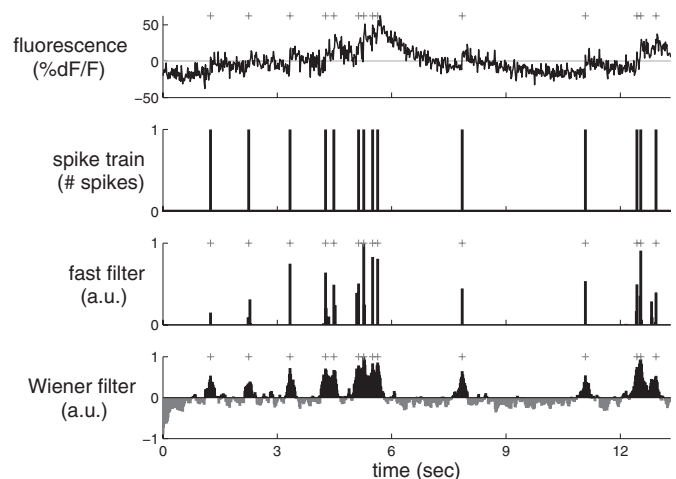 fluorescence
(%dF/F)
50
0
−50
spike train
(# spikes)
1
0
fast filter
(a.u.)
1
0
Wiener filter
(a.u.)
1
0
−1
0 3 6 9 12
time (sec)